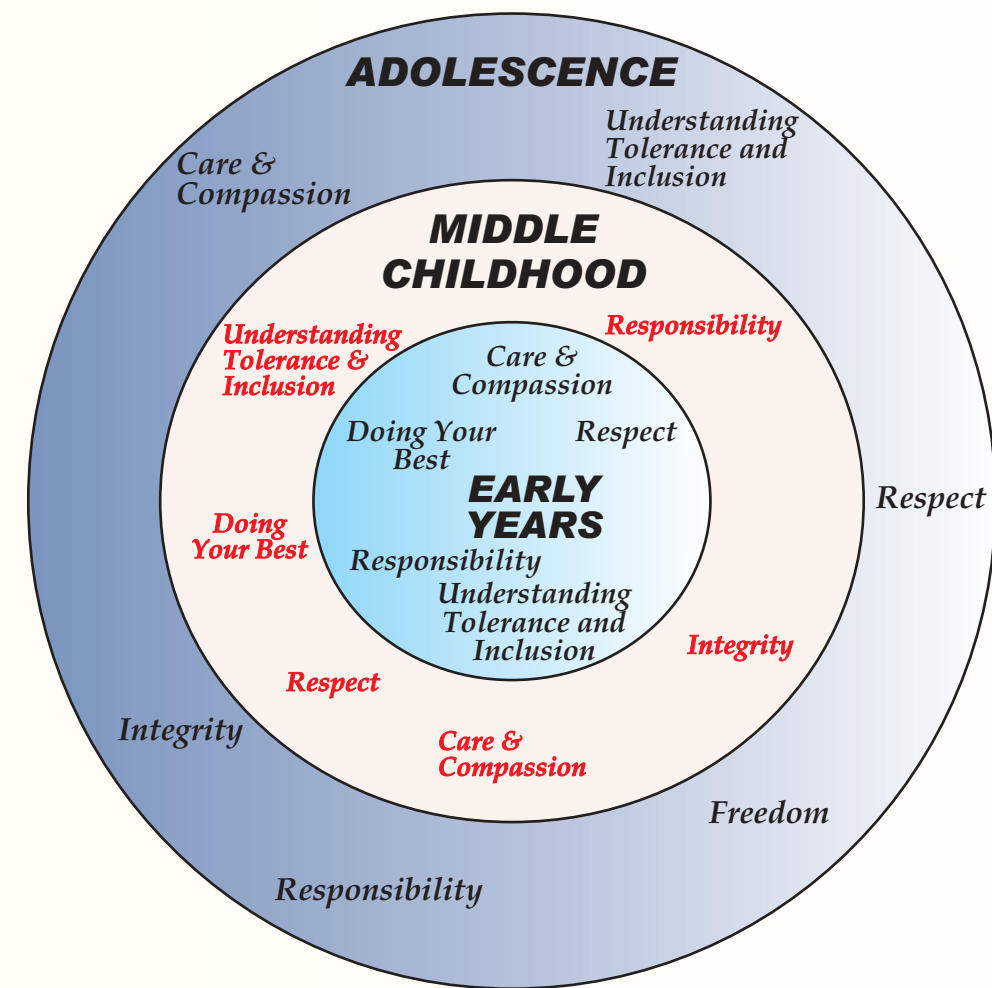 ADOLESCENCE
Understanding
Tolerance and
Inclusion
Care &
Compassion
MIDDLE
CHILDHOOD
Responsibility
Understanding
Tolerance &
Inclusion
Care &
Compassion
Doing Your
Best
Respect
EARLY
YEARS
Respect
Doing
Your Best
Responsibility
Understanding
Tolerance and
Inclusion
Integrity
Respect
Integrity
Care &
Compassion
Freedom
Responsibility